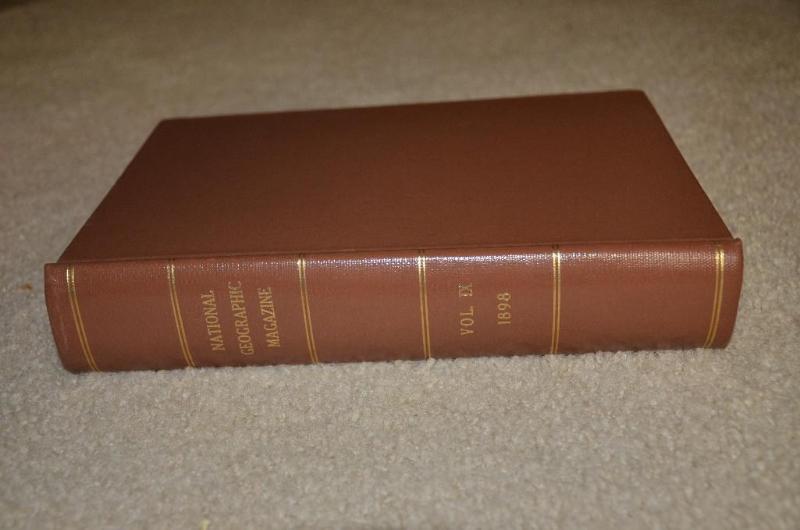 NATIONAL
GEOGRAPHIC
MAGAZINE
VOL. IX
1898